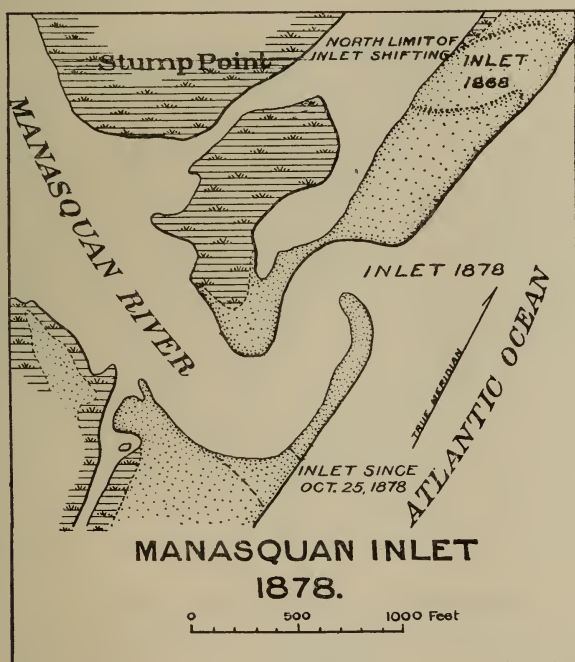 Stump Point
NORTH LIMIT OF
INLET SHIFTING
INLET
1868
MANASQUAN RIVER
INLET 1878
TRUE MERIDIAN
ATLANTIC OCEAN
INLET SINCE
OCT. 25, 1878
MANASQUAN INLET
1878.
0 500 1000 Feet